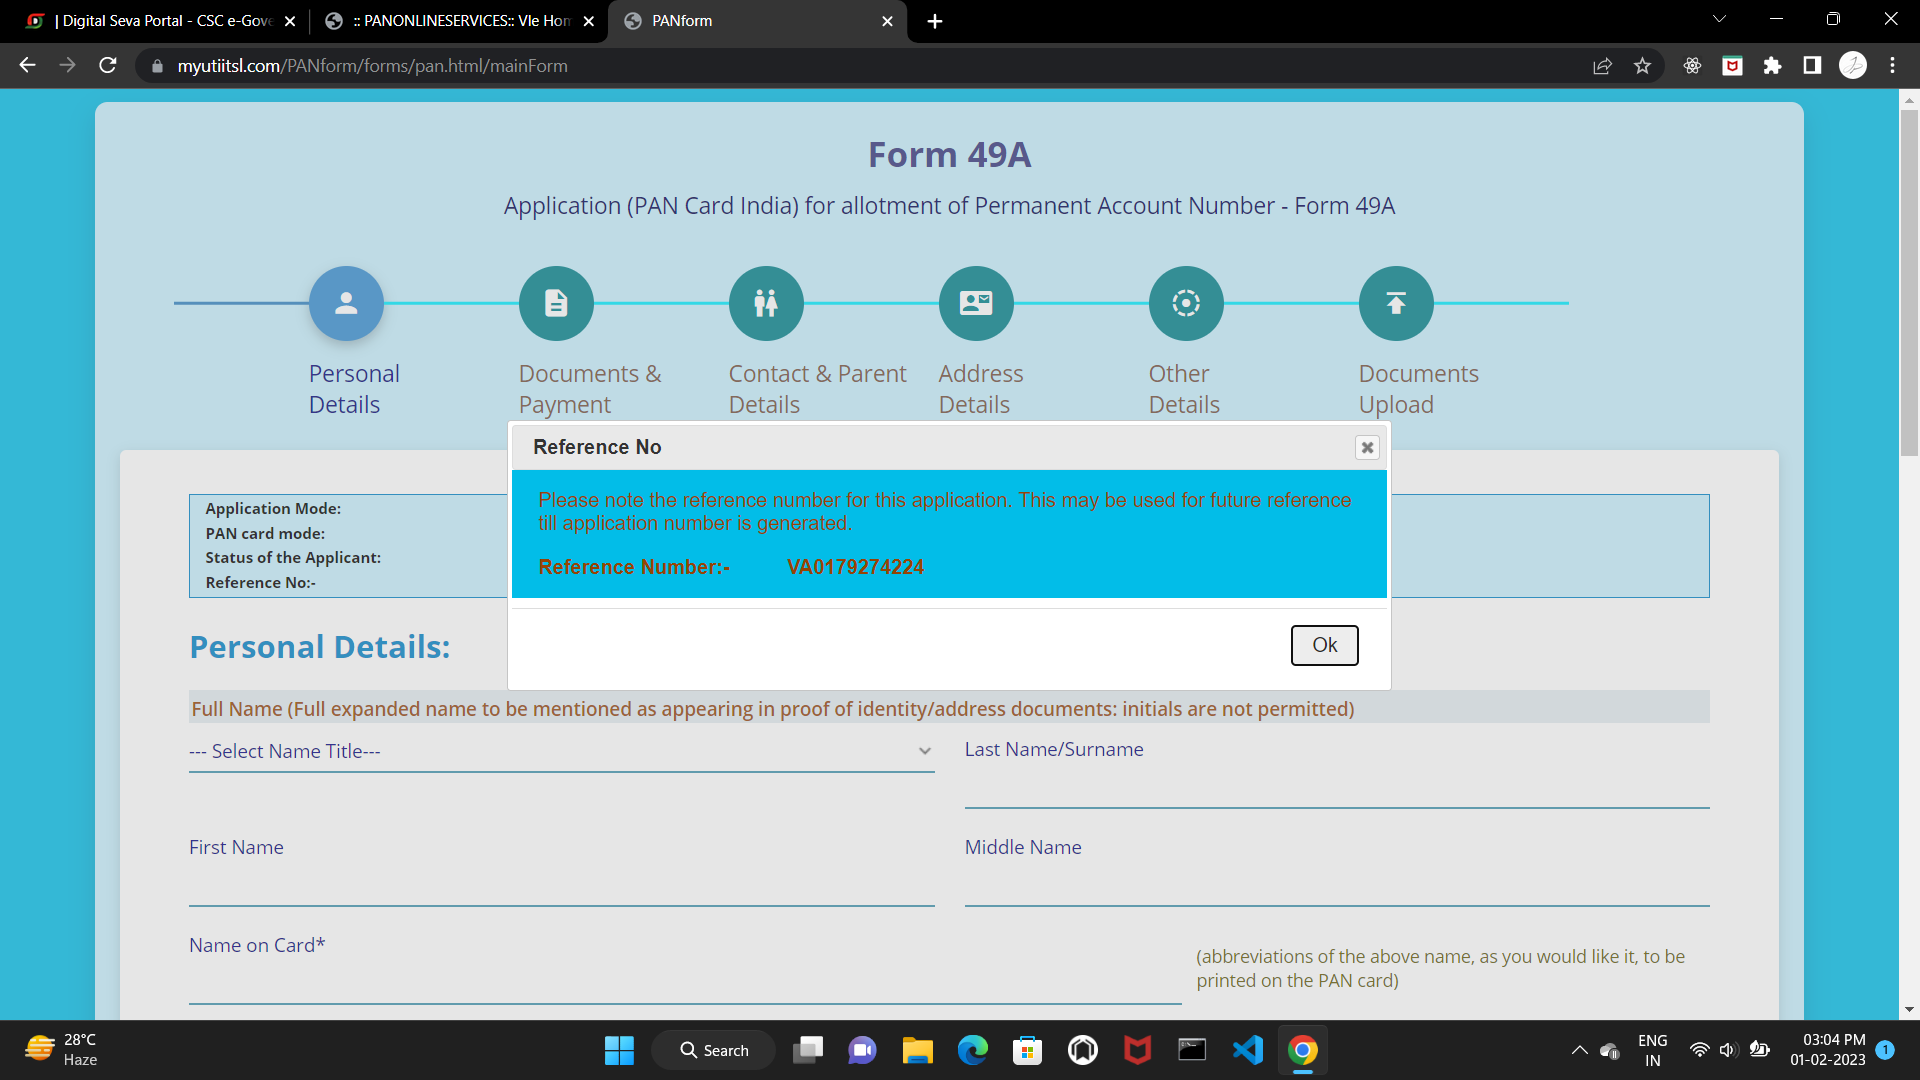 | Digital Seva Portal - CSC e-Gove
:: PANONLINESERVICES:: Vle Hom
PANform
myutiitsl.com/PANform/forms/pan.html/mainForm
Form 49A
Application (PAN Card India) for allotment of Permanent Account Number - Form 49A
Personal Details
Documents & Payment
Contact & Parent Details
Address Details
Other Details
Documents Upload
Reference No
Please note the reference number for this application. This may be used for future reference
till application number is generated.
Reference Number:- VA0179274224
Ok
Application Mode:
PAN card mode:
Status of the Applicant:
Reference No:-
Personal Details:
Full Name (Full expanded name to be mentioned as appearing in proof of identity/address documents: initials are not permitted)
--- Select Name Title---
Last Name/Surname
First Name
Middle Name
Name on Card*
(abbreviations of the above name, as you would like it, to be
printed on the PAN card)
28°C
Haze
Search
ENG
IN
03:04 PM
01-02-2023
1